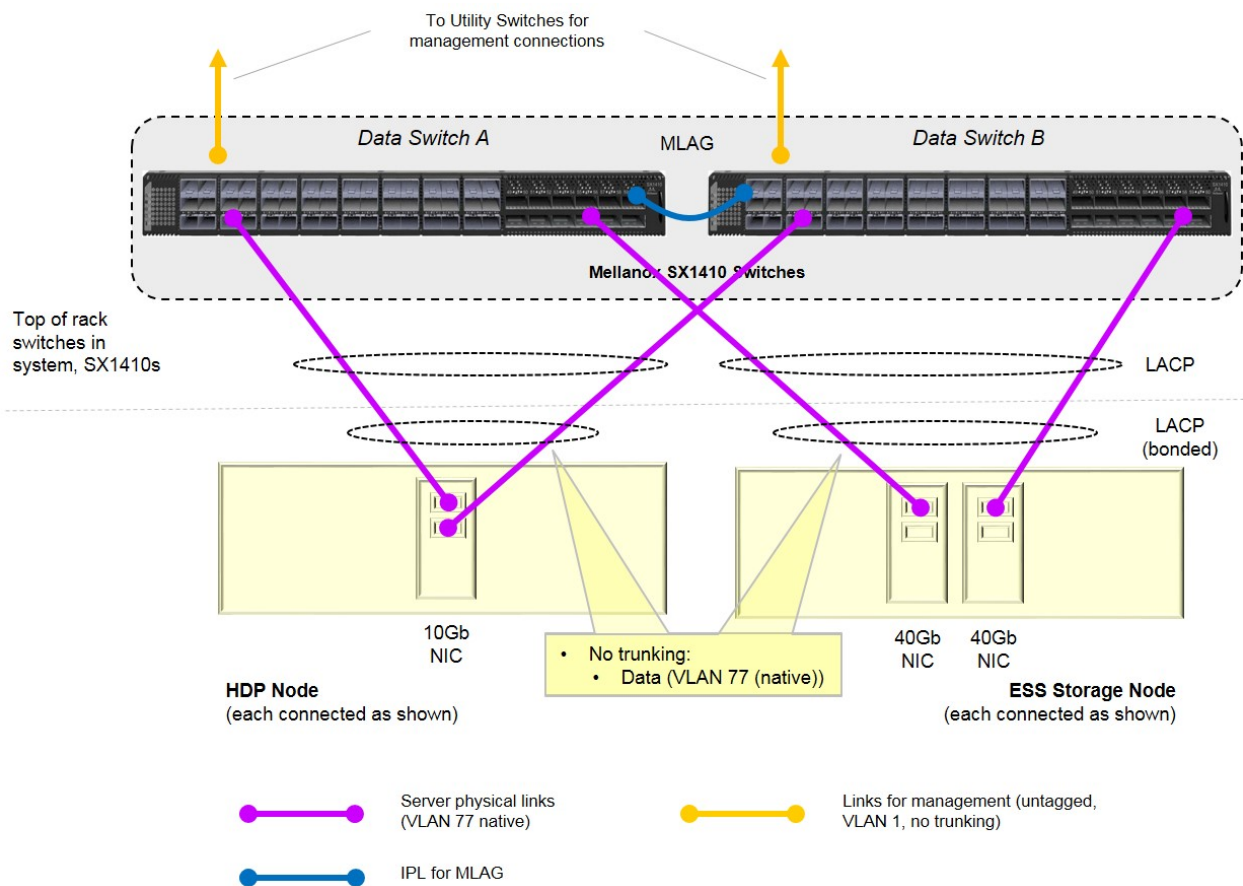 To Utility Switches for
management connections
Data Switch A
MLAG
Data Switch B
Mellanox SX1410 Switches
Top of rack
switches in
system, SX1410s
LACP
LACP
(bonded)
10Gb
NIC
40Gb
NIC
40Gb
NIC
• No trunking:
• Data (VLAN 77 (native))
HDP Node
(each connected as shown)
ESS Storage Node
(each connected as shown)
Server physical links
(VLAN 77 native)
Links for management (untagged,
VLAN 1, no trunking)
IPL for MLAG